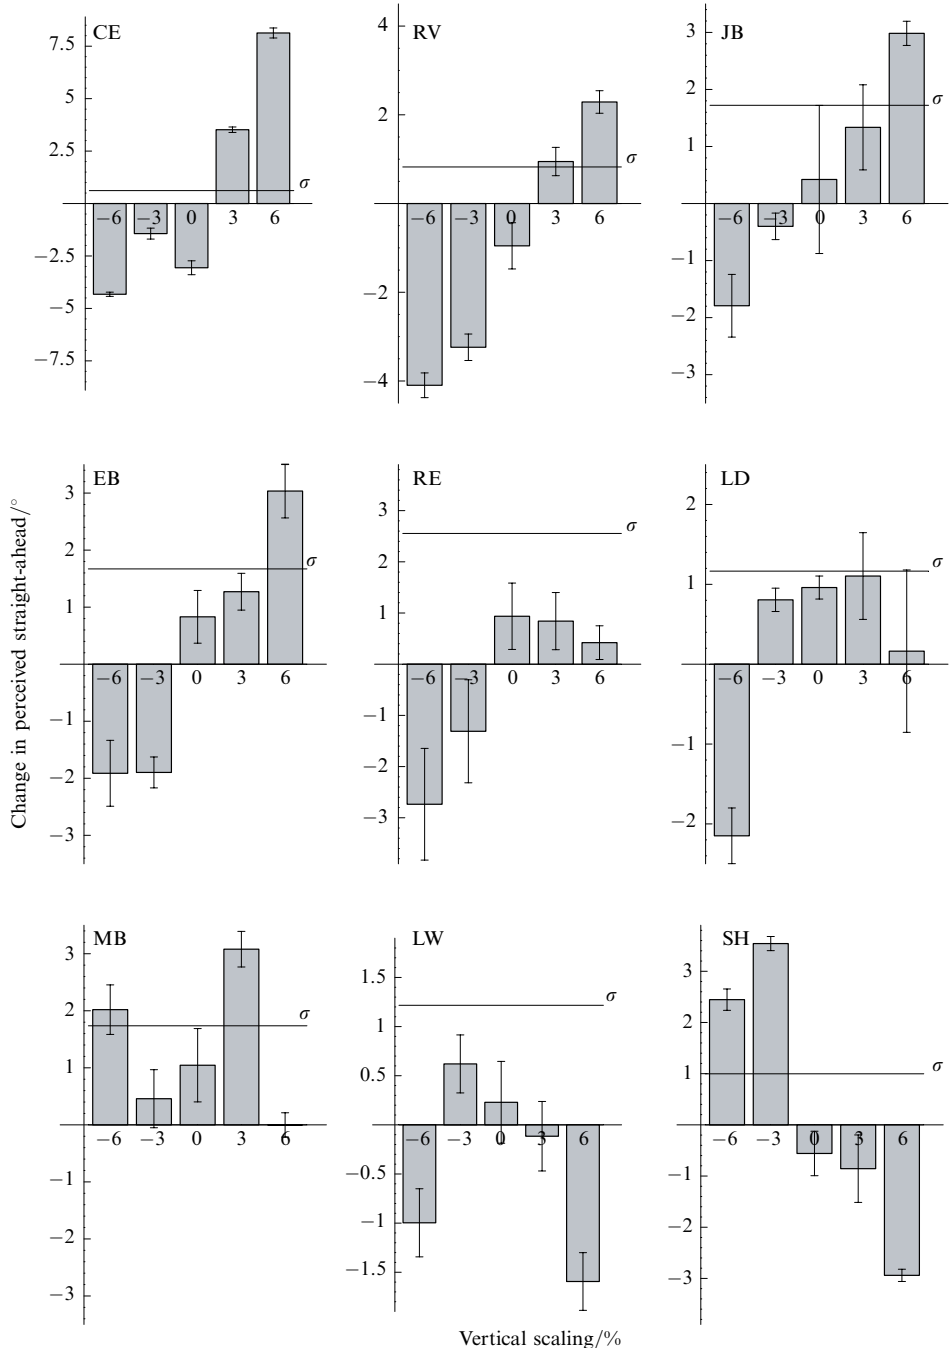 CE
7.5
5
2.5
σ
−6 −3 0 3 6
−2.5
−5
−7.5
RV
4
2
σ
−6 −3 0 3 6
−2
−4
JB
3
2
σ
1
−6 −3 0 3 6
−1
−2
−3
Change in perceived straight-ahead/°
EB
3
2
σ
1
−6 −3 0 3 6
−1
−2
−3
RE
3
σ
2
1
−6 −3 0 3 6
−1
−2
−3
LD
2
σ
1
−6 −3 0 3 6
−1
−2
MB
3
2
σ
1
−6 −3 0 3 6
−1
−2
−3
LW
1.5
σ
1
0.5
−6 −3 0 3 6
−0.5
−1
−1.5
SH
3
2
1
σ
−6 −3 0 3 6
−1
−2
−3
Vertical scaling/%